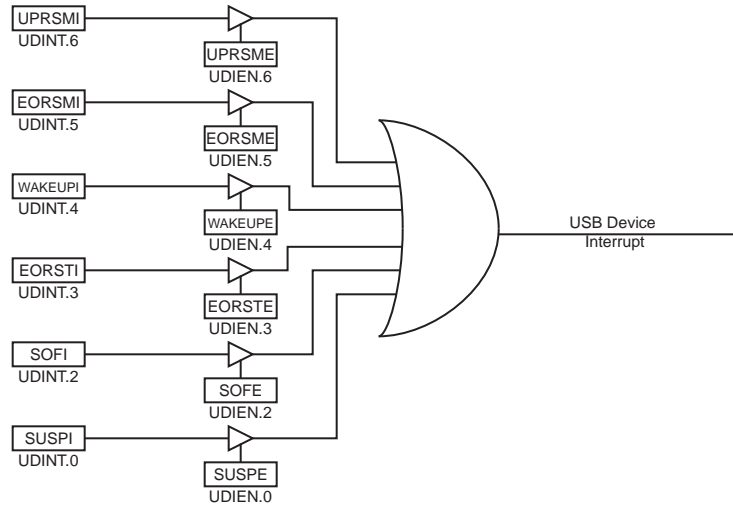 UPRSMI
UDINT.6
UPRSME
UDIEN.6
EORSMI
UDINT.5
EORSME
UDIEN.5
WAKEUPI
UDINT.4
WAKEUPE
UDIEN.4
EORSTI
UDINT.3
EORSTE
UDIEN.3
SOFI
UDINT.2
SOFE
UDIEN.2
SUSPI
UDINT.0
SUSPE
UDIEN.0
USB Device
Interrupt